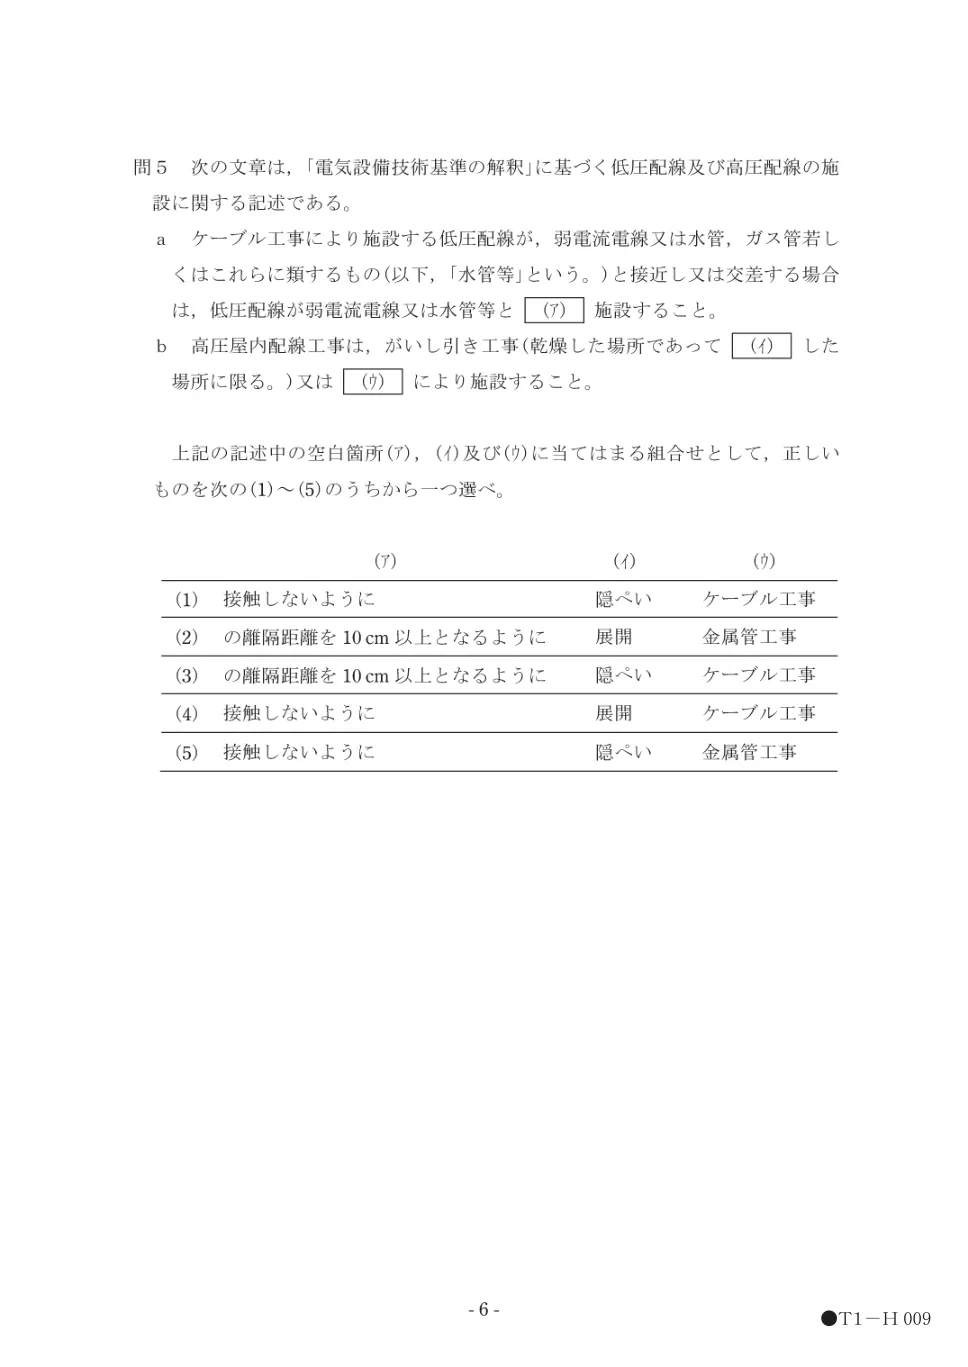 問５　次の文章は，「電気設備技術基準の解釈」に基づく低圧配線及び高圧配線の施
設に関する記述である。
a　ケーブル工事により施設する低圧配線が，弱電流電線又は水管，ガス管若し
くはこれらに類するもの(以下，「水管等」という。)と接近し又は交差する場合
は，低圧配線が弱電流電線又は水管等と (ｱ) 施設すること。
b　高圧屋内配線工事は，がいし引き工事(乾燥した場所であって (ｲ) した
場所に限る。)又は (ｳ) により施設すること。
上記の記述中の空白箇所(ｱ)，(ｲ)及び(ｳ)に当てはまる組合せとして，正しい
ものを次の(1)～(5)のうちから一つ選べ。
(ｱ)　(ｲ)　(ｳ)
(1)　接触しないように　隠ぺい　ケーブル工事
(2)　の離隔距離を 10 cm 以上となるように　展開　金属管工事
(3)　の離隔距離を 10 cm 以上となるように　隠ぺい　ケーブル工事
(4)　接触しないように　展開　ケーブル工事
(5)　接触しないように　隠ぺい　金属管工事
- 6 -
●T1－H 009